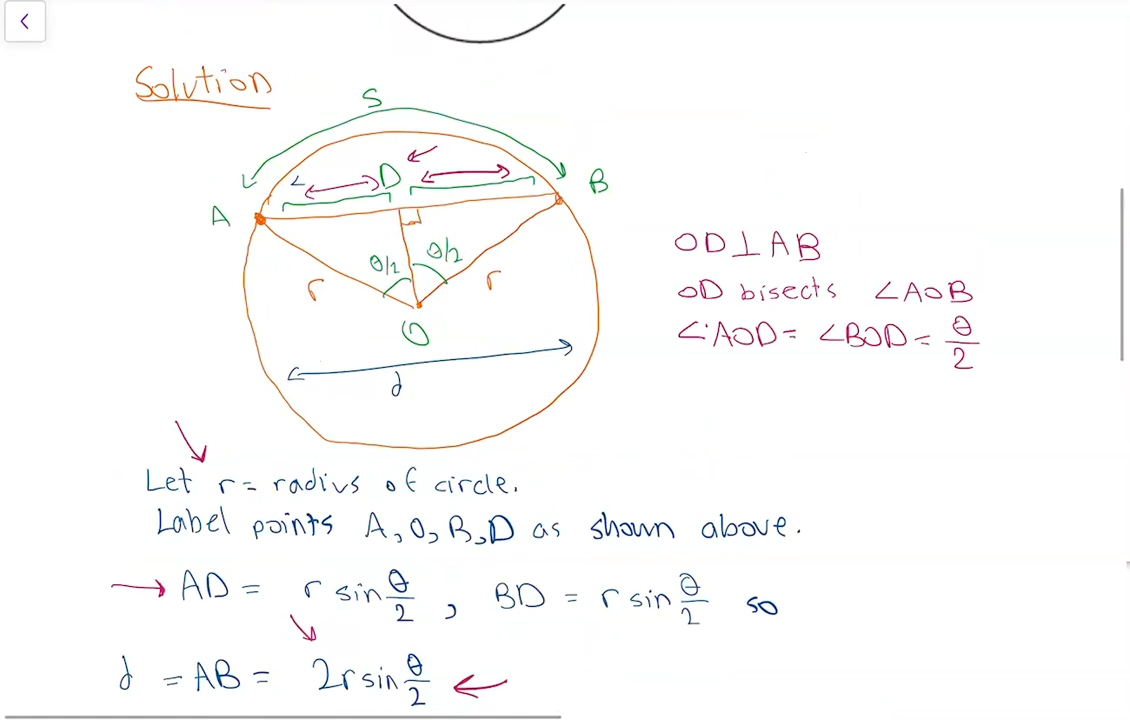 Solution
S
D
A
B
θ/2
θ/2
r
r
O
d
OD⊥AB
OD bisects ∠AOB
∠AOD = ∠BOD = θ/2
Let r = radius of circle.
Label points A, O, B, D as shown above.
AD = r sin θ/2 , BD = r sin θ/2 so
d = AB = 2r sin θ/2